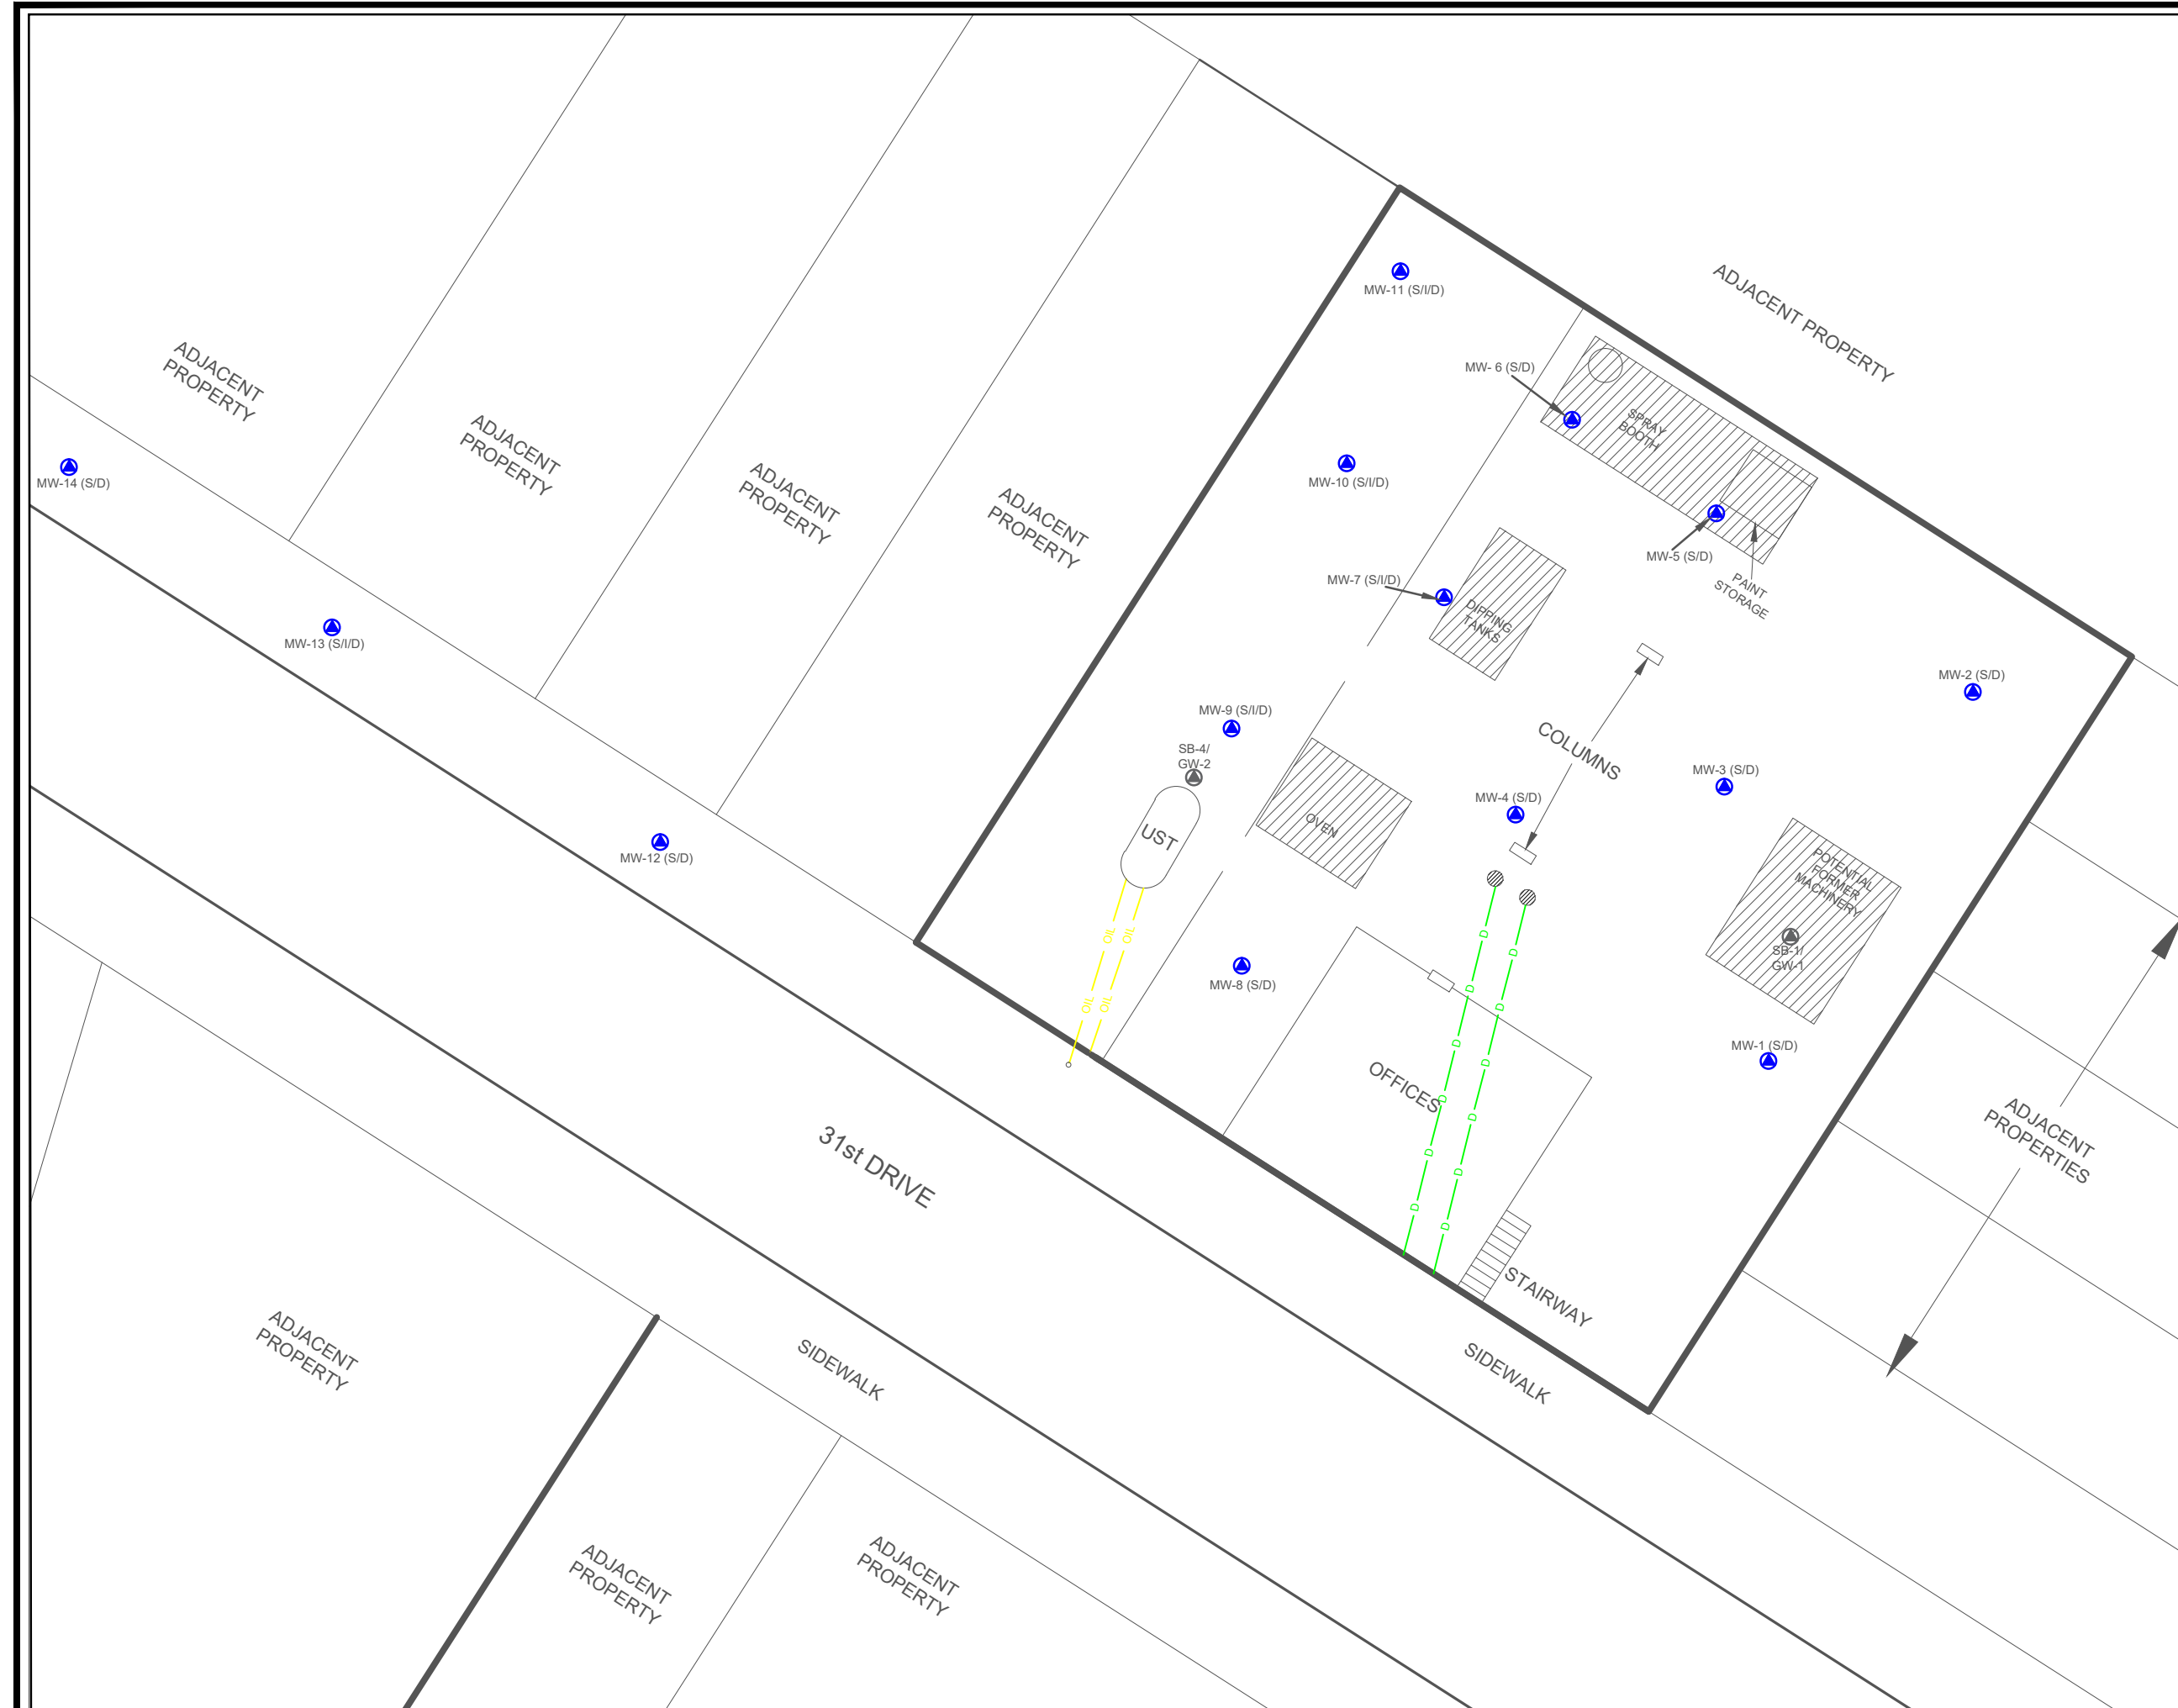 MW-11 (S/I/D)
ADJACENT PROPERTY
MW- 6 (S/D)
SPRAY
BOOTH
ADJACENT
PROPERTY
ADJACENT
PROPERTY
MW-14 (S/D)
ADJACENT
PROPERTY
MW-10 (S/I/D)
ADJACENT
PROPERTY
MW-5 (S/D)
PAINT
STORAGE
MW-7 (S/I/D)
DIPPING
TANKS
MW-13 (S/I/D)
MW-2 (S/D)
MW-9 (S/I/D)
SB-4/
GW-2
COLUMNS
MW-3 (S/D)
MW-4 (S/D)
UST
OVEN
MW-12 (S/D)
POTENTIAL
FORMER
MACHINERY
SB-1/
GW-1
OIL
OIL
OIL
OIL
D
D
D
D
D
D
D
D
D
D
MW-8 (S/D)
MW-1 (S/D)
OFFICES
ADJACENT
PROPERTIES
31st DRIVE
STAIRWAY
ADJACENT
PROPERTY
SIDEWALK
SIDEWALK
ADJACENT
PROPERTY
ADJACENT
PROPERTY